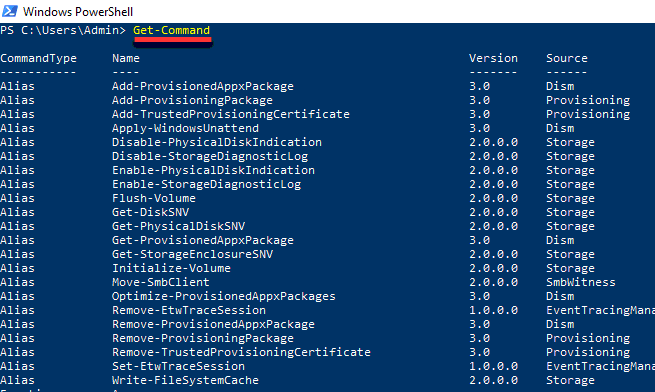 Windows PowerShell
PS C:\Users\Admin> Get-Command
CommandType Name Version Source
----------- ---- ------- ------
Alias Add-ProvisionedAppxPackage 3.0 Dism
Alias Add-ProvisioningPackage 3.0 Provisioning
Alias Add-TrustedProvisioningCertificate 3.0 Provisioning
Alias Apply-WindowsUnattend 3.0 Dism
Alias Disable-PhysicalDiskIndication 2.0.0.0 Storage
Alias Disable-StorageDiagnosticLog 2.0.0.0 Storage
Alias Enable-PhysicalDiskIndication 2.0.0.0 Storage
Alias Enable-StorageDiagnosticLog 2.0.0.0 Storage
Alias Flush-Volume 2.0.0.0 Storage
Alias Get-DiskSNV 2.0.0.0 Storage
Alias Get-PhysicalDiskSNV 2.0.0.0 Storage
Alias Get-ProvisionedAppxPackage 3.0 Dism
Alias Get-StorageEnclosureSNV 2.0.0.0 Storage
Alias Initialize-Volume 2.0.0.0 Storage
Alias Move-SmbClient 2.0.0.0 SmbWitness
Alias Optimize-ProvisionedAppxPackages 3.0 Dism
Alias Remove-EtwTraceSession 1.0.0.0 EventTracingMana
Alias Remove-ProvisionedAppxPackage 3.0 Dism
Alias Remove-ProvisioningPackage 3.0 Provisioning
Alias Remove-TrustedProvisioningCertificate 3.0 Provisioning
Alias Set-EtwTraceSession 1.0.0.0 EventTracingMana
Alias Write-FileSystemCache 2.0.0.0 Storage